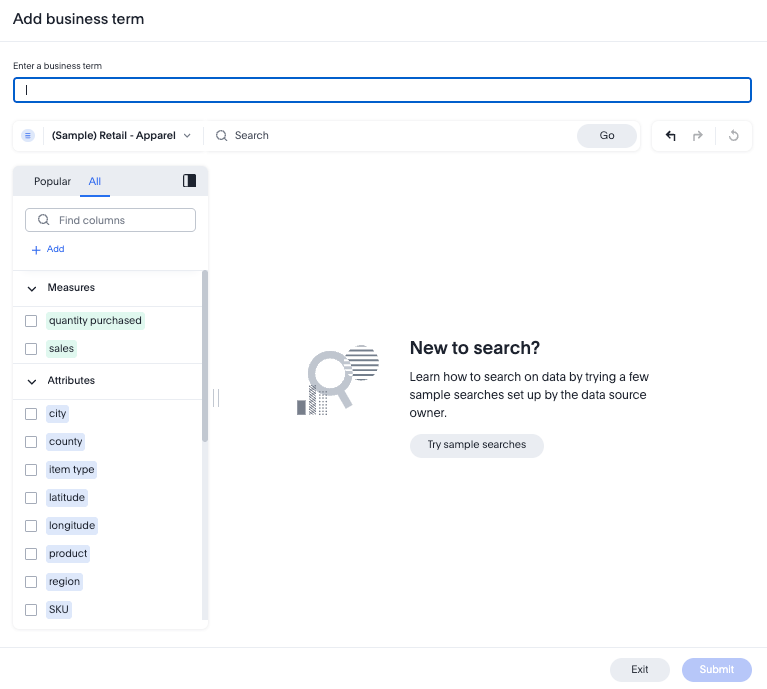 Add business term
Enter a business term
(Sample) Retail - Apparel
Search
Go
Popular
All
Find columns
+ Add
Measures
quantity purchased
sales
Attributes
city
county
item type
latitude
longitude
product
region
SKU
New to search?
Learn how to search on data by trying a few
sample searches set up by the data source
owner.
Try sample searches
Exit
Submit